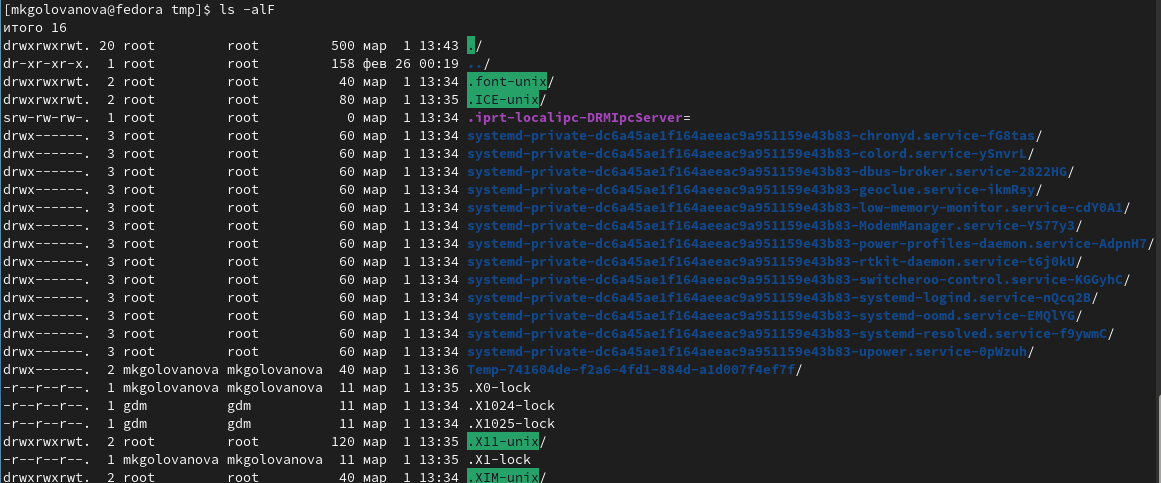 [mkgolovanova@fedora tmp]$ ls -alF
итого 16
drwxrwxrwt. 20 root root 500 мар 1 13:43 ./
dr-xr-xr-x. 1 root root 158 фев 26 00:19 ../
drwxrwxrwt. 2 root root 40 мар 1 13:34 .font-unix/
drwxrwxrwt. 2 root root 80 мар 1 13:35 .ICE-unix/
srw-rw-rw-. 1 root root 0 мар 1 13:34 .iprt-localipc-DRMIpcServer=
drwx------. 3 root root 60 мар 1 13:34 systemd-private-dc6a45ae1f164aeeac9a951159e43b83-chronyd.service-fG8tas/
drwx------. 3 root root 60 мар 1 13:34 systemd-private-dc6a45ae1f164aeeac9a951159e43b83-colord.service-ySnvrL/
drwx------. 3 root root 60 мар 1 13:34 systemd-private-dc6a45ae1f164aeeac9a951159e43b83-dbus-broker.service-2822HG/
drwx------. 3 root root 60 мар 1 13:34 systemd-private-dc6a45ae1f164aeeac9a951159e43b83-geoclue.service-ikmRsy/
drwx------. 3 root root 60 мар 1 13:34 systemd-private-dc6a45ae1f164aeeac9a951159e43b83-low-memory-monitor.service-cdY0A1/
drwx------. 3 root root 60 мар 1 13:34 systemd-private-dc6a45ae1f164aeeac9a951159e43b83-ModemManager.service-YS77y3/
drwx------. 3 root root 60 мар 1 13:34 systemd-private-dc6a45ae1f164aeeac9a951159e43b83-power-profiles-daemon.service-AdpnH7/
drwx------. 3 root root 60 мар 1 13:34 systemd-private-dc6a45ae1f164aeeac9a951159e43b83-rtkit-daemon.service-t6j0kU/
drwx------. 3 root root 60 мар 1 13:34 systemd-private-dc6a45ae1f164aeeac9a951159e43b83-switcheroo-control.service-KGGyhC/
drwx------. 3 root root 60 мар 1 13:34 systemd-private-dc6a45ae1f164aeeac9a951159e43b83-systemd-logind.service-nQcq2B/
drwx------. 3 root root 60 мар 1 13:34 systemd-private-dc6a45ae1f164aeeac9a951159e43b83-systemd-oomd.service-EMQlYG/
drwx------. 3 root root 60 мар 1 13:34 systemd-private-dc6a45ae1f164aeeac9a951159e43b83-systemd-resolved.service-f9ywmC/
drwx------. 3 root root 60 мар 1 13:34 systemd-private-dc6a45ae1f164aeeac9a951159e43b83-upower.service-0pWzuh/
drwx------. 2 mkgolovanova mkgolovanova 40 мар 1 13:36 Temp-741604de-f2a6-4fd1-884d-a1d007f4ef7f/
-r--r--r--. 1 mkgolovanova mkgolovanova 11 мар 1 13:35 .X0-lock
-r--r--r--. 1 gdm gdm 11 мар 1 13:34 .X1024-lock
-r--r--r--. 1 gdm gdm 11 мар 1 13:34 .X1025-lock
drwxrwxrwt. 2 root root 120 мар 1 13:35 .X11-unix/
-r--r--r--. 1 mkgolovanova mkgolovanova 11 мар 1 13:35 .X1-lock
drwxrwxrwt. 2 root root 40 мар 1 13:34 .XIM-unix/